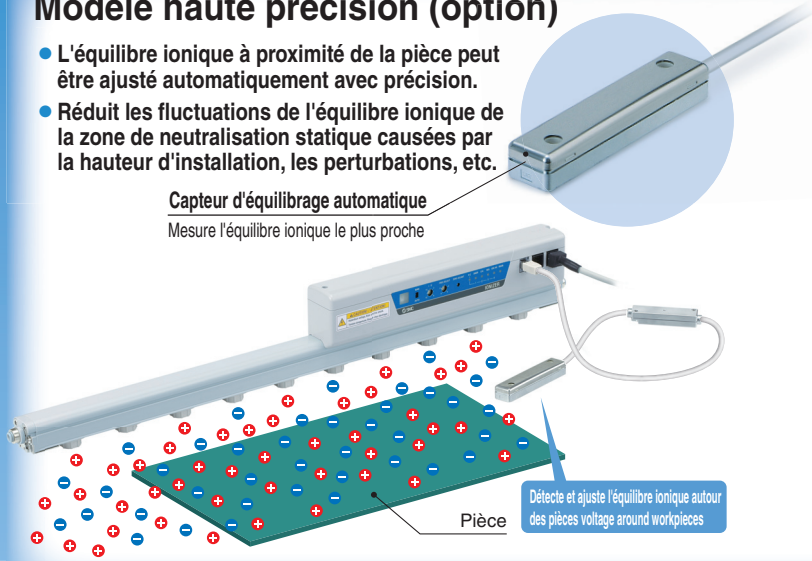 Modèle haute précision (option)
● L'équilibre ionique à proximité de la pièce peut
être ajusté automatiquement avec précision.
● Réduit les fluctuations de l'équilibre ionique de
la zone de neutralisation statique causées par
la hauteur d'installation, les perturbations, etc.
Capteur d'équilibrage automatique
Mesure l'équilibre ionique le plus proche
IONIZER
SMC
Pièce
Détecte et ajuste l'équilibre ionique autour
des pièces voltage around workpieces